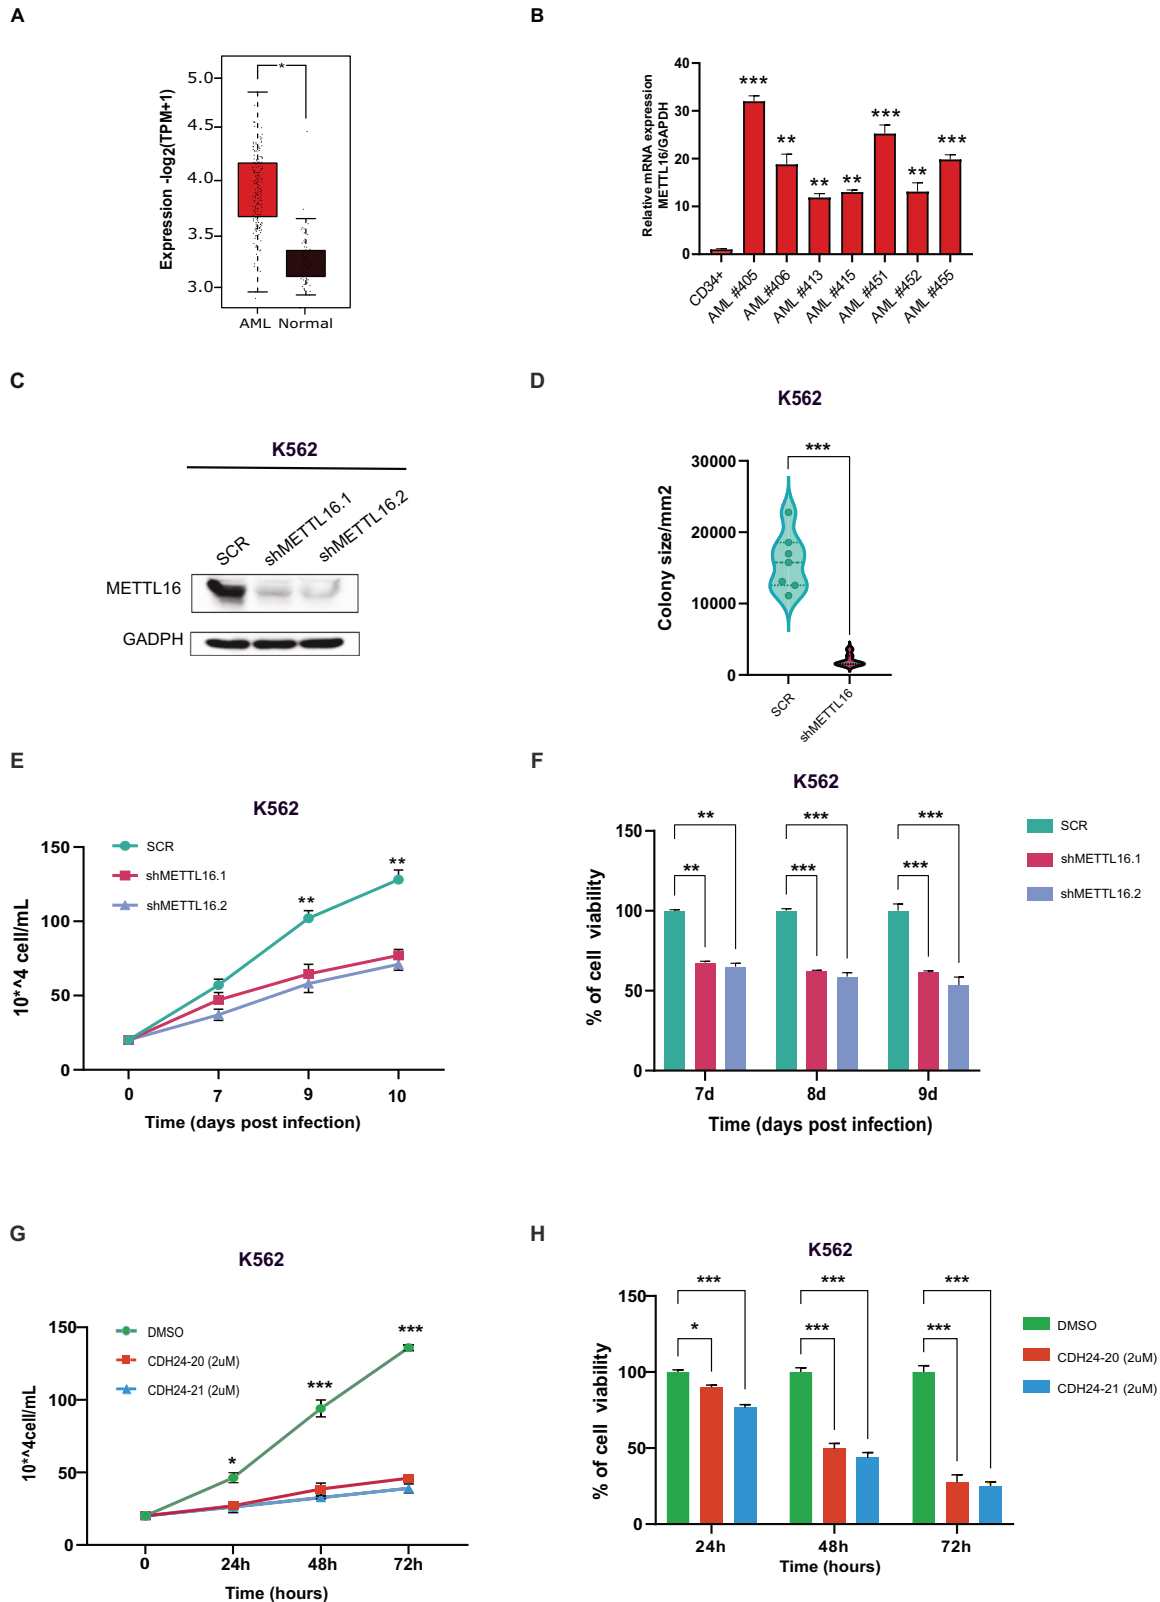 A
Expression -log2(TPM+1)
5.0
4.5
4.0
3.5
3.0
*
AML Normal
B
Relative mRNA expression
METTL16/GAPDH
40
30
20
10
0
***
**
**
**
***
**
***
CD34+
AML #405
AML#406
AML #413
AML #415
AML #451
AML #452
AML #455
C
K562
SCR
shMETTL16.1
shMETTL16.2
METTL16
GADPH
D
K562
***
Colony size/mm2
30000
20000
10000
0
SCR
shMETTL16
E
K562
SCR
shMETTL16.1
shMETTL16.2
10*^4 cell/mL
150
100
50
0
**
**
0 7 9 10
Time (days post infection)
F
K562
% of cell viability
150
100
50
0
** *** ***
** *** ***
7d 8d 9d
Time (days post infection)
SCR
shMETTL16.1
shMETTL16.2
G
K562
DMSO
CDH24-20 (2uM)
CDH24-21 (2uM)
10*^4cell/mL
150
100
50
0
*
***
***
0 24h 48h 72h
Time (hours)
H
K562
% of cell viability
150
100
50
0
*** *** ***
* *** ***
24h 48h 72h
Time (hours)
DMSO
CDH24-20 (2uM)
CDH24-21 (2uM)